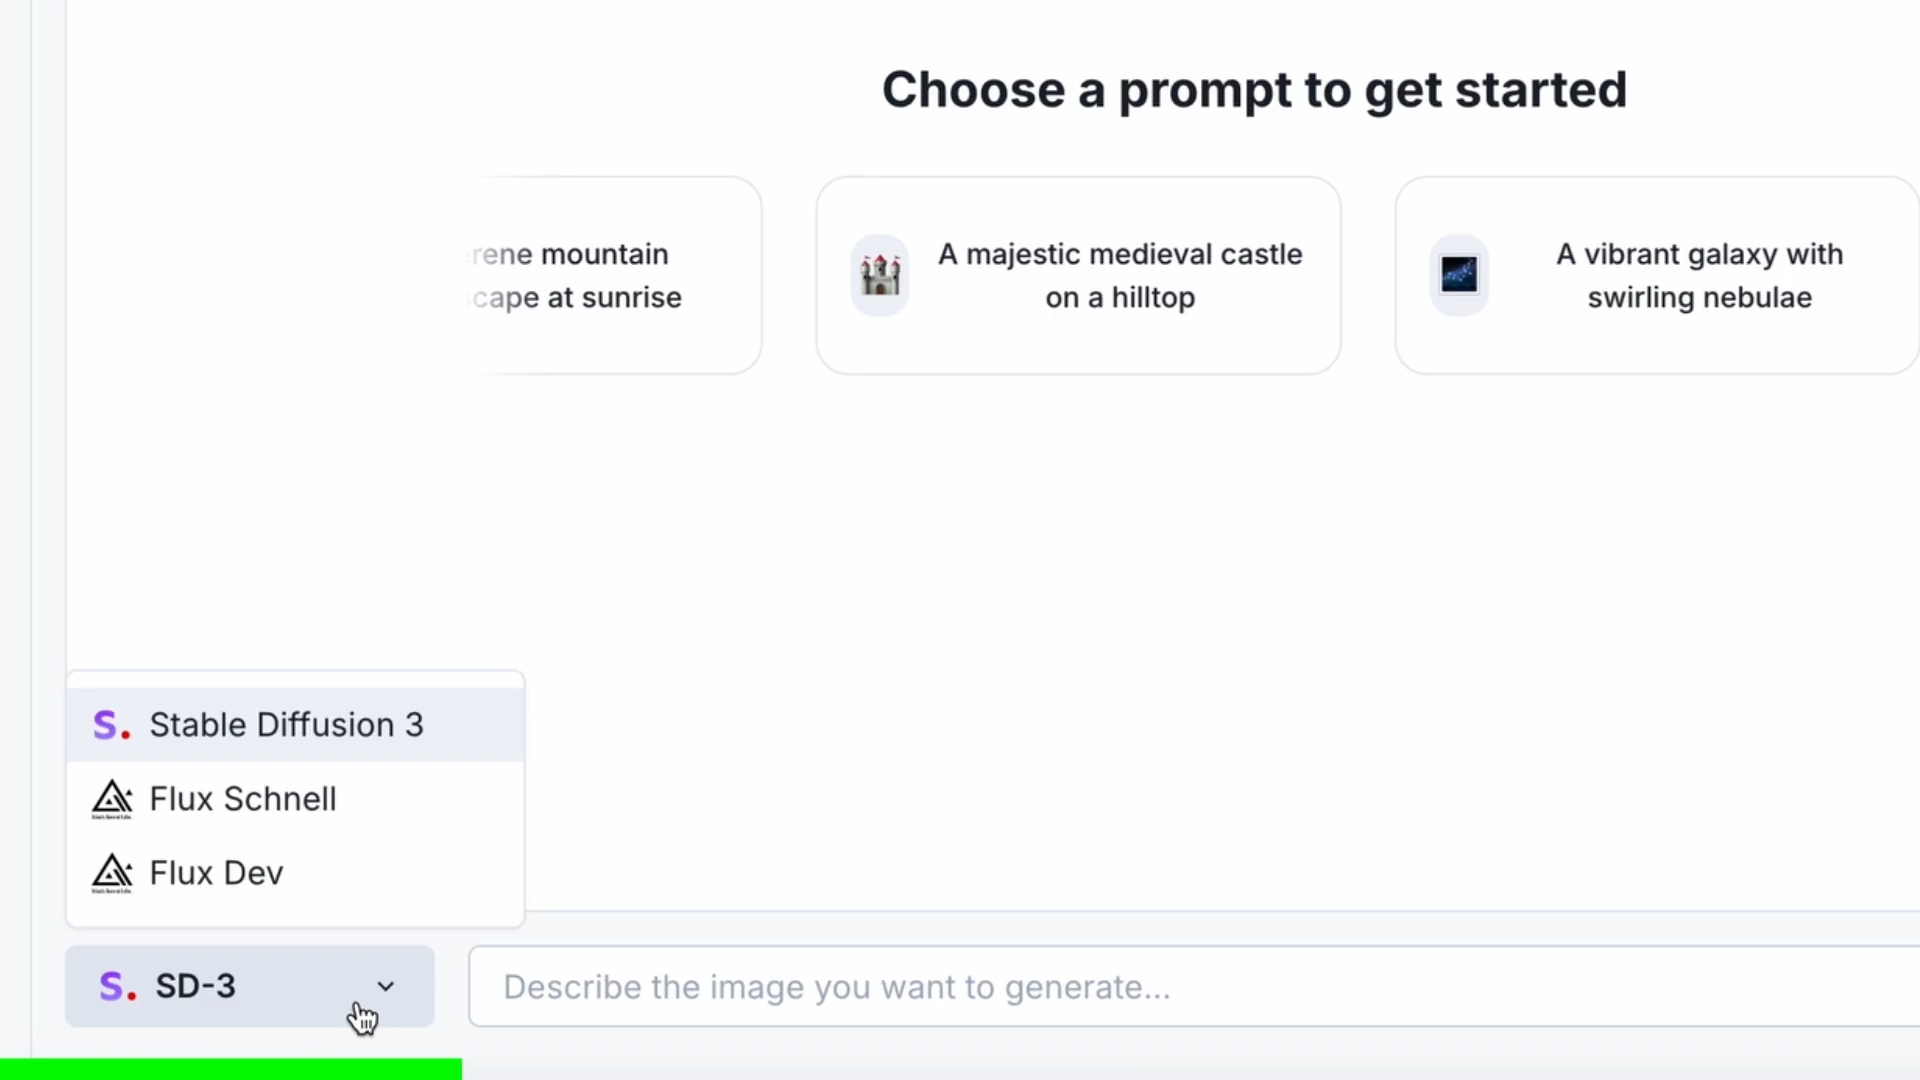 Choose a prompt to get started
rene mountain
cape at sunrise
A majestic medieval castle
on a hilltop
A vibrant galaxy with
swirling nebulae
S. Stable Diffusion 3
Flux Schnell
Flux Dev
S. SD-3
Describe the image you want to generate...